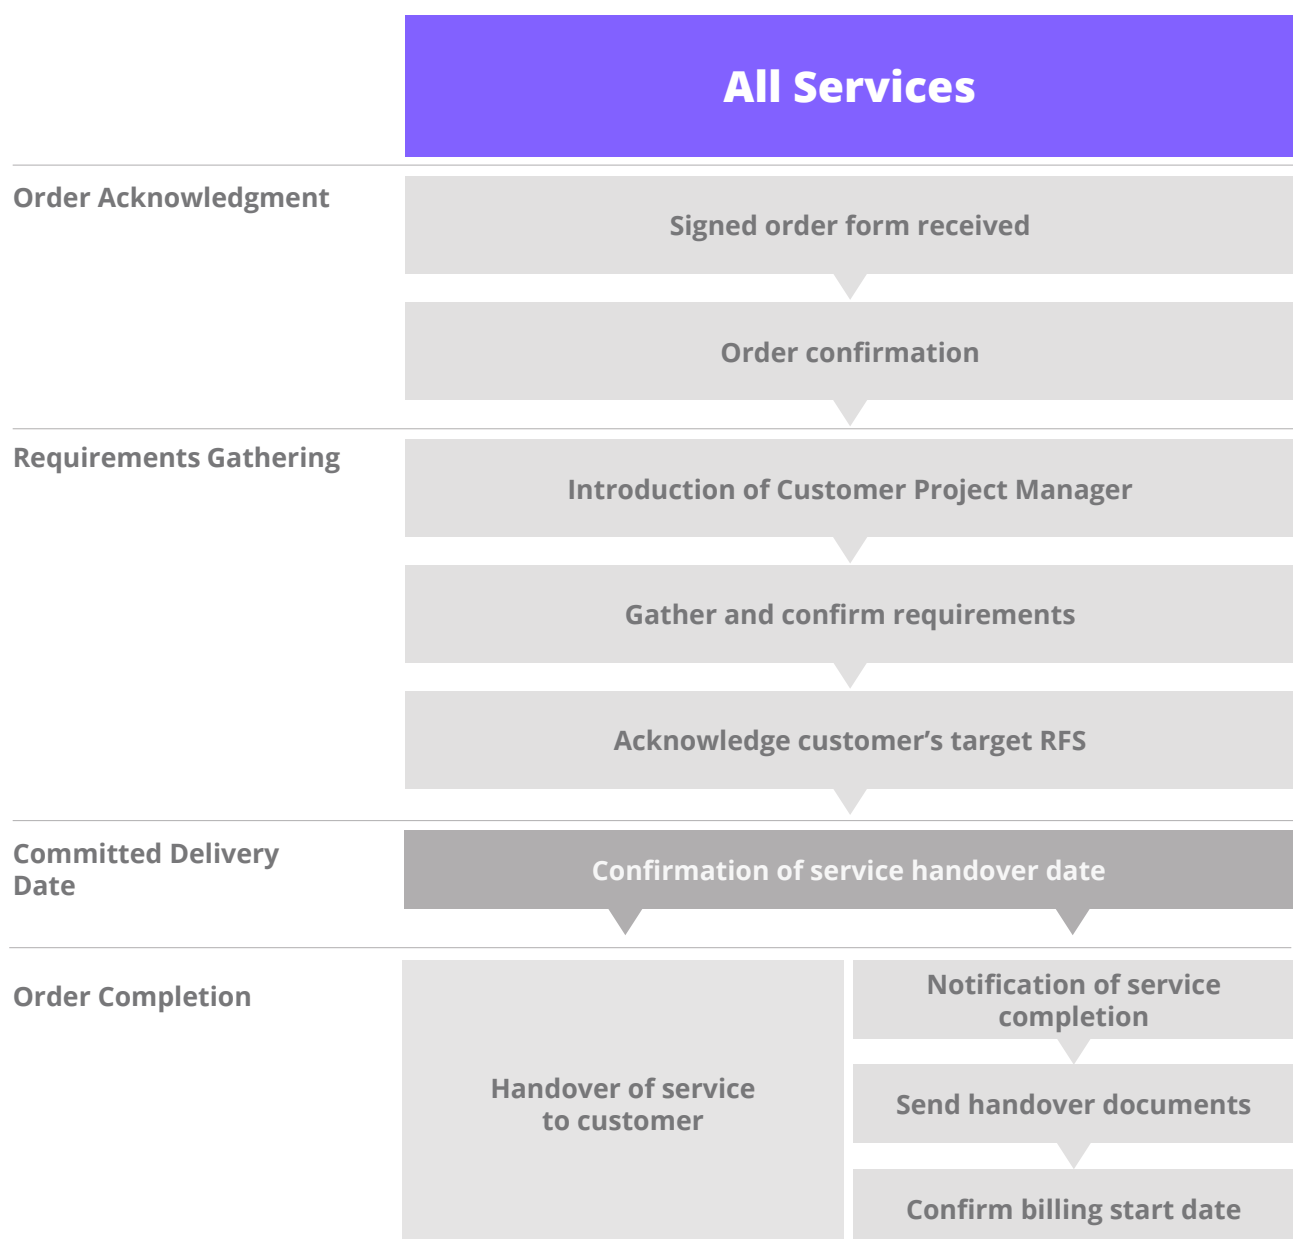 All Services
Order Acknowledgment
Signed order form received
Order confirmation
Requirements Gathering
Introduction of Customer Project Manager
Gather and confirm requirements
Acknowledge customer’s target RFS
Committed Delivery
Date
Confirmation of service handover date
Order Completion
Handover of service
to customer
Notification of service
completion
Send handover documents
Confirm billing start date